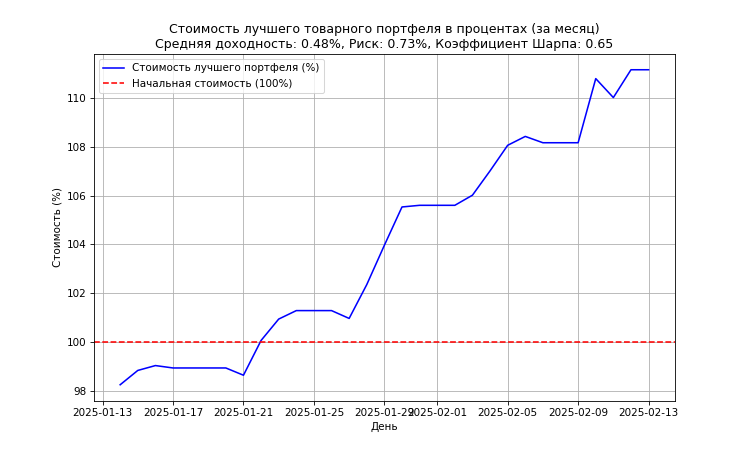 Стоимость лучшего товарного портфеля в процентах (за месяц)
Средняя доходность: 0.48%, Риск: 0.73%, Коэффициент Шарпа: 0.65
Стоимость лучшего портфеля (%)
Начальная стоимость (100%)
Стоимость (%)
110
108
106
104
102
100
98
2025-01-13 2025-01-17 2025-01-21 2025-01-25 2025-01-29 2025-02-01 2025-02-05 2025-02-09 2025-02-13
День